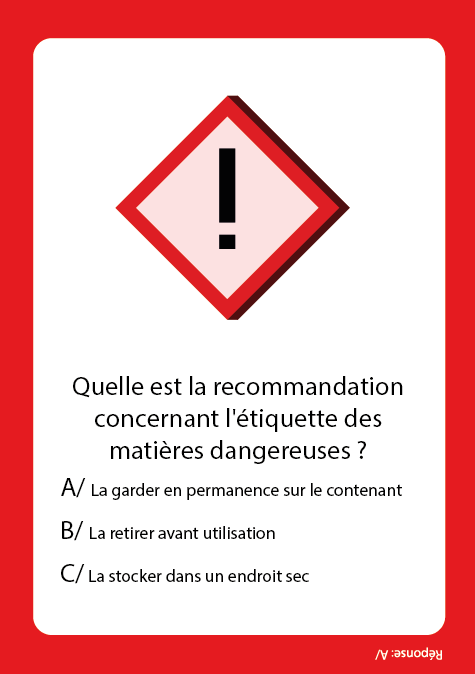 !
Quelle est la recommandation
concernant l'étiquette des
matières dangereuses ?
A/ La garder en permanence sur le contenant
B/ La retirer avant utilisation
C/ La stocker dans un endroit sec
Réponse: A/